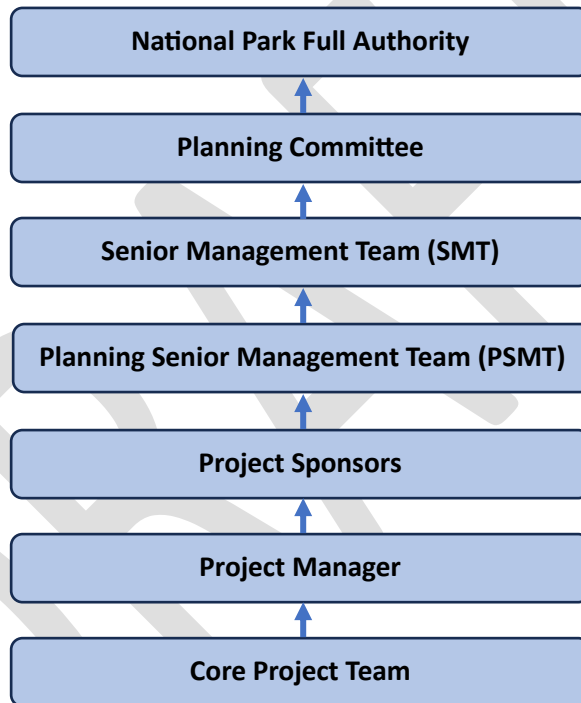 National Park Full Authority
Planning Committee
Senior Management Team (SMT)
Planning Senior Management Team (PSMT)
Project Sponsors
Project Manager
Core Project Team